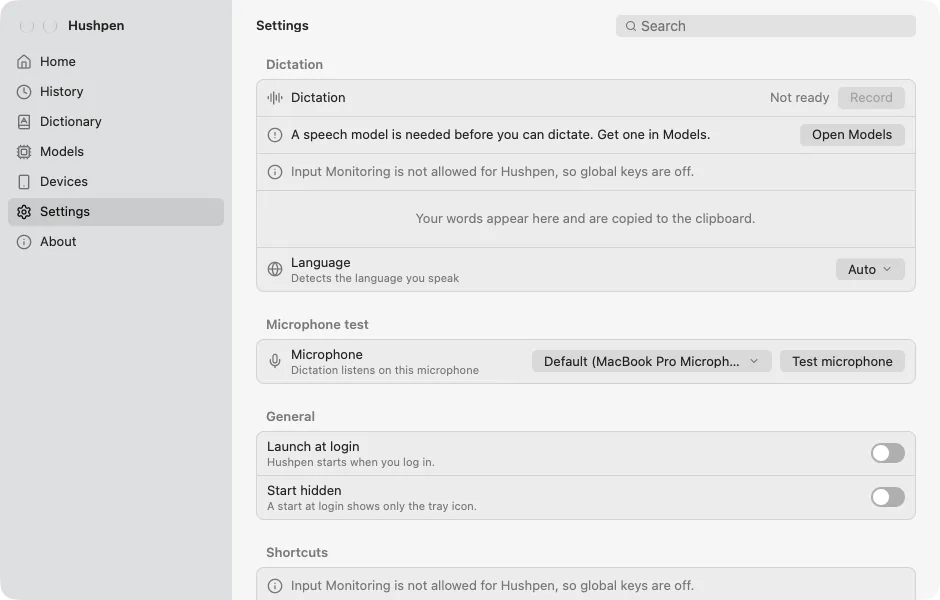 Hushpen
Home
History
Dictionary
Models
Devices
Settings
About
Settings
Search
Dictation
Dictation
Not ready
Record
A speech model is needed before you can dictate. Get one in Models.
Open Models
Input Monitoring is not allowed for Hushpen, so global keys are off.
Your words appear here and are copied to the clipboard.
Language
Detects the language you speak
Auto
Microphone test
Microphone
Dictation listens on this microphone
Default (MacBook Pro Microph...
Test microphone
General
Launch at login
Hushpen starts when you log in.
Start hidden
A start at login shows only the tray icon.
Shortcuts
Input Monitoring is not allowed for Hushpen, so global keys are off.